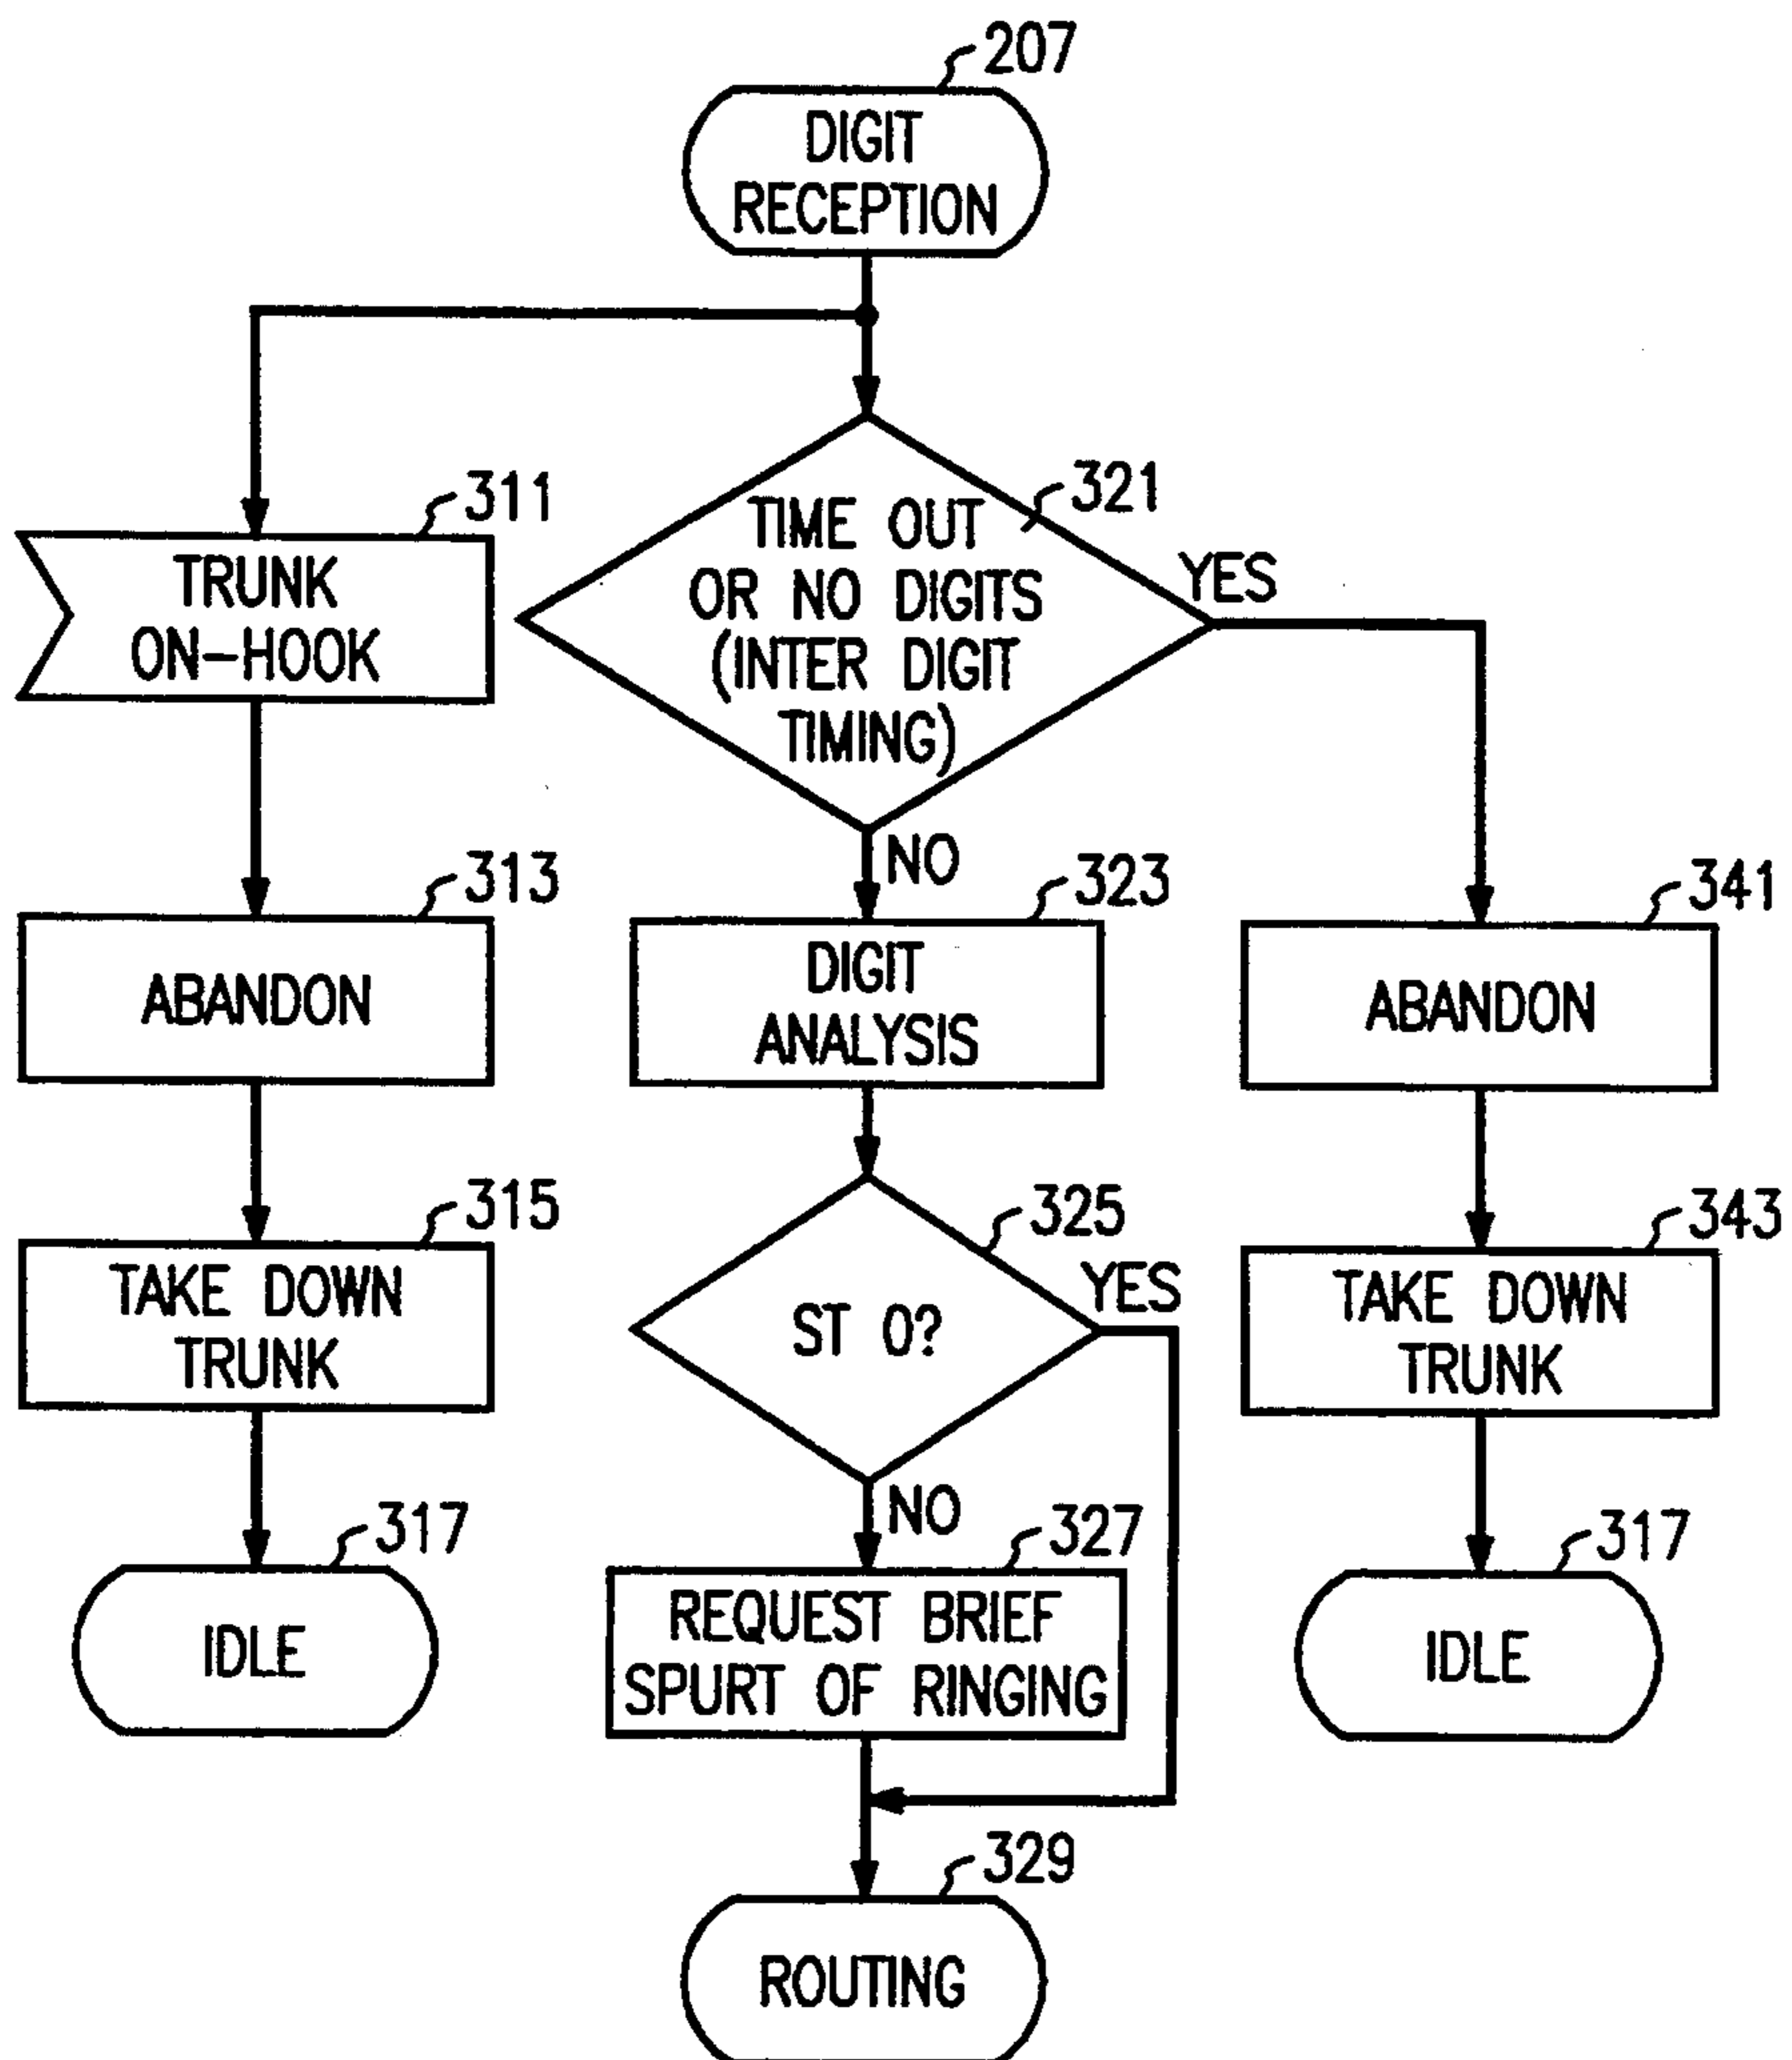 207
DIGIT
RECEPTION
311
TRUNK
ON-HOOK
321
TIME OUT
OR NO DIGITS
(INTER DIGIT
TIMING)
YES
NO
313
ABANDON
323
DIGIT
ANALYSIS
341
ABANDON
315
TAKE DOWN
TRUNK
325
ST 0?
YES
NO
343
TAKE DOWN
TRUNK
317
IDLE
327
REQUEST BRIEF
SPURT OF RINGING
317
IDLE
329
ROUTING